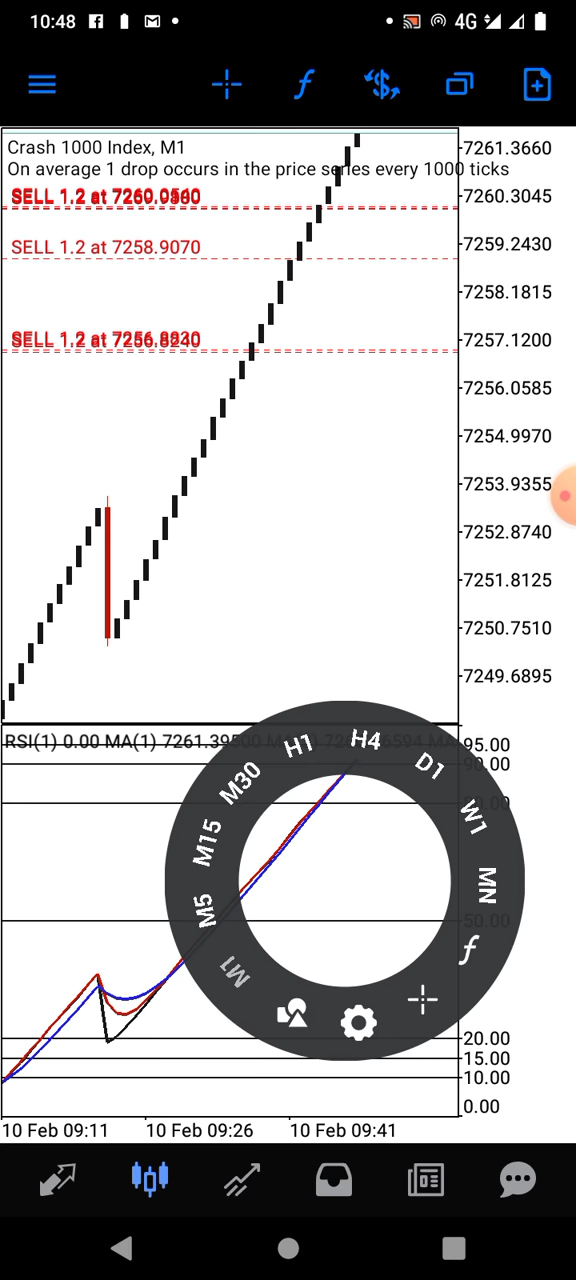 10:48
4G
f
Crash 1000 Index, M1
On average 1 drop occurs in the price series every 1000 ticks
7261.3660
SELL 1.2 at
7260.3045
7259.2430
SELL 1.2 at 7258.9070
7258.1815
7257.1200
SELL 1.2 at
7256.0585
7254.9970
7253.9355
7252.8740
7251.8125
7250.7510
7249.6895
RSI(1) 0.00 MA(1) 7261.39500 MA
95.00
90.00
80.00
50.00
20.00
15.00
10.00
0.00
M1
M5
M15
M30
H1
H4
D1
W1
MN
f
10 Feb 09:11
10 Feb 09:26
10 Feb 09:41